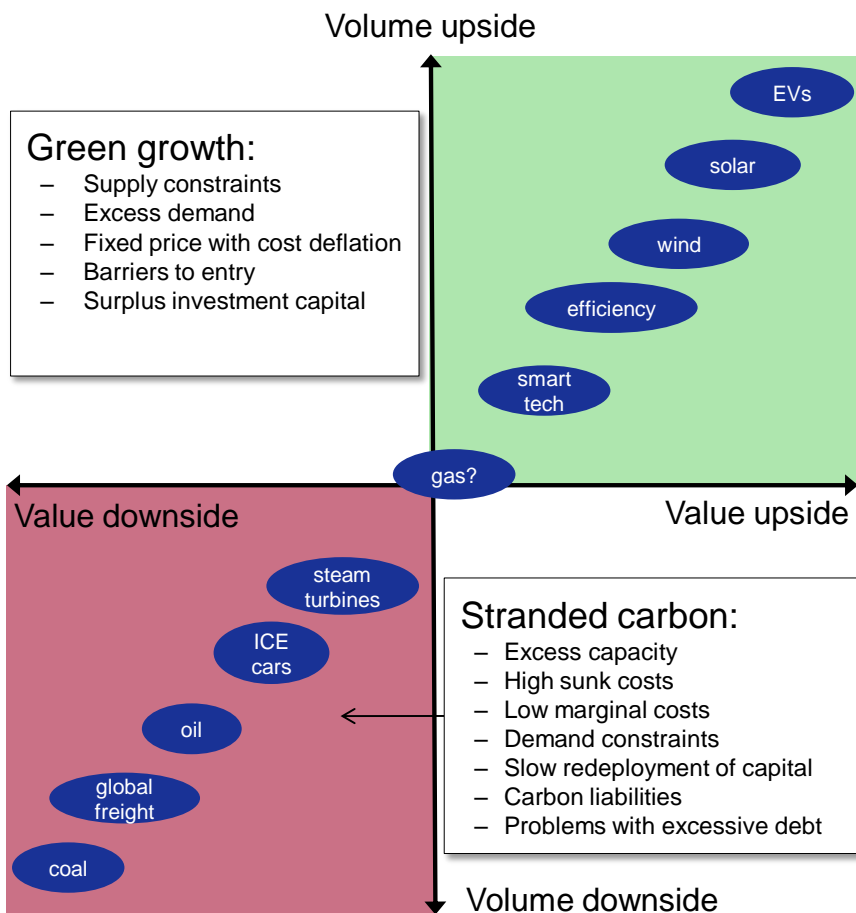 Volume upside
EVs
Green growth:
– Supply constraints
– Excess demand
– Fixed price with cost deflation
– Barriers to entry
– Surplus investment capital
solar
wind
efficiency
smart
tech
gas?
Value downside
Value upside
steam
turbines
ICE
cars
oil
global
freight
coal
Stranded carbon:
– Excess capacity
– High sunk costs
– Low marginal costs
– Demand constraints
– Slow redeployment of capital
– Carbon liabilities
– Problems with excessive debt
Volume downside